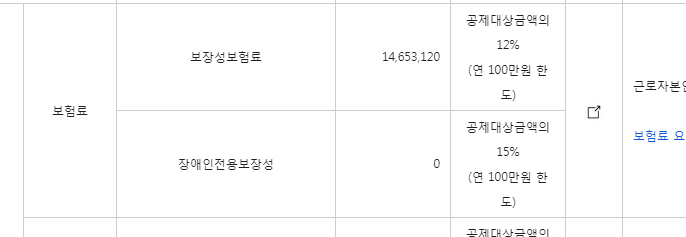 보험료
보장성보험료
14,653,120
공제대상금액의
12%
(연 100만원 한
도)
근로자본인
보험료 요
장애인전용보장성
0
공제대상금액의
15%
(연 100만원 한
도)
공제대상금액의